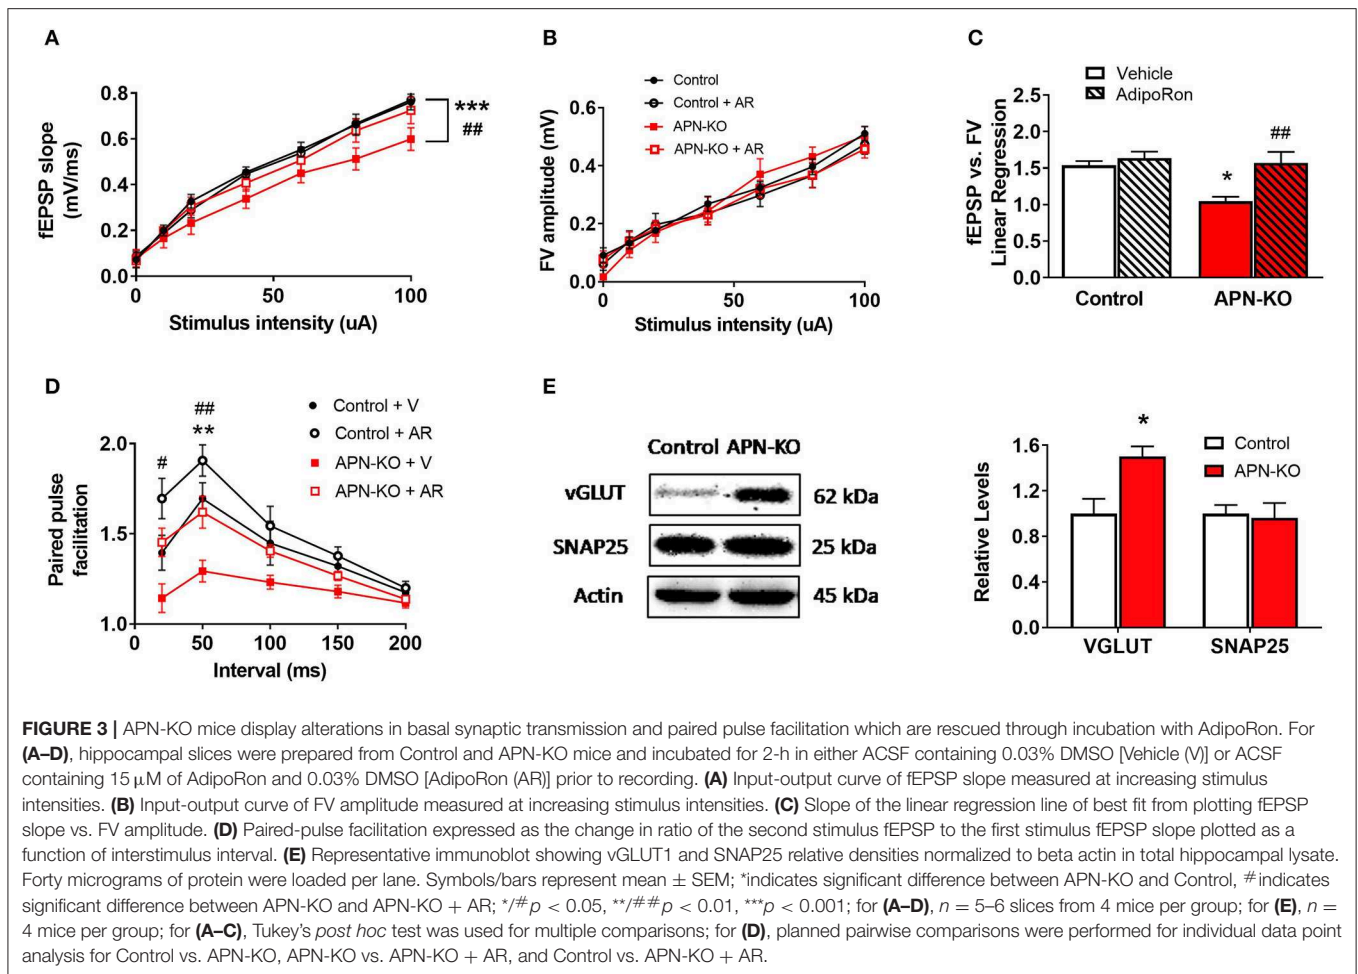 A
0.8
0.6
0.4
0.2
0.0
fEPSP slope
(mV/ms)
***
##
0
50
100
Stimulus intensity (uA)
B
Control
Control + AR
APN-KO
APN-KO + AR
0.6
0.4
0.2
0.0
FV amplitude (mV)
0
50
100
Stimulus intensity (uA)
C
Vehicle
AdipoRon
2.5
2.0
1.5
1.0
0.5
0.0
fEPSP vs. FV
Linear Regression
*
##
Control
APN-KO
D
Control + V
Control + AR
APN-KO + V
APN-KO + AR
#
##
**
2.0
1.5
1.0
Paired pulse
facilitation
0
50
100
150
200
Interval (ms)
E
Control APN-KO
vGLUT
62 kDa
SNAP25
25 kDa
Actin
45 kDa
Control
APN-KO
1.6
1.2
0.8
0.4
0.0
Relative Levels
*
VGLUT
SNAP25
FIGURE 3 | APN-KO mice display alterations in basal synaptic transmission and paired pulse facilitation which are rescued through incubation with AdipoRon. For
(A–D), hippocampal slices were prepared from Control and APN-KO mice and incubated for 2-h in either ACSF containing 0.03% DMSO [Vehicle (V)] or ACSF
containing 15 μM of AdipoRon and 0.03% DMSO [AdipoRon (AR)] prior to recording. (A) Input-output curve of fEPSP slope measured at increasing stimulus
intensities. (B) Input-output curve of FV amplitude measured at increasing stimulus intensities. (C) Slope of the linear regression line of best fit from plotting fEPSP
slope vs. FV amplitude. (D) Paired-pulse facilitation expressed as the change in ratio of the second stimulus fEPSP to the first stimulus fEPSP slope plotted as a
function of interstimulus interval. (E) Representative immunoblot showing vGLUT1 and SNAP25 relative densities normalized to beta actin in total hippocampal lysate.
Forty micrograms of protein were loaded per lane. Symbols/bars represent mean ± SEM; *indicates significant difference between APN-KO and Control, #indicates
significant difference between APN-KO and APN-KO + AR; */#p < 0.05, **/##p < 0.01, ***p < 0.001; for (A–D), n = 5–6 slices from 4 mice per group; for (E), n =
4 mice per group; for (A–C), Tukey's post hoc test was used for multiple comparisons; for (D), planned pairwise comparisons were performed for individual data point
analysis for Control vs. APN-KO, APN-KO vs. APN-KO + AR, and Control vs. APN-KO + AR.